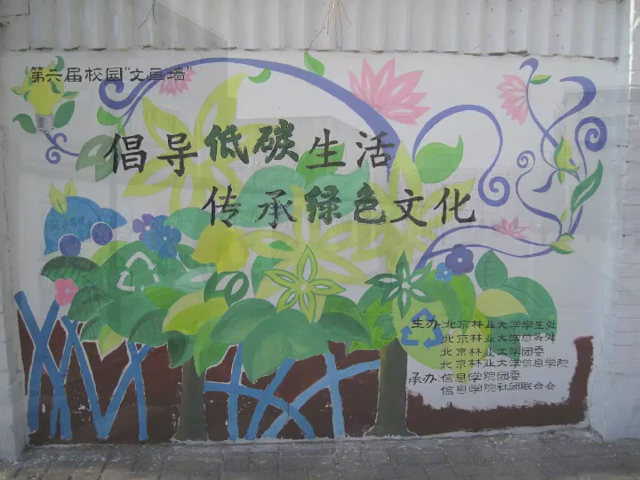 第六届校园"文画墙"
倡导低碳生活
传承绿色文化
主办:北京林业大学学生处
北京林业大学总务处
北京林业大学团委
北京林业大学信息学院
承办:信息学院团委
信息学院社团联合会